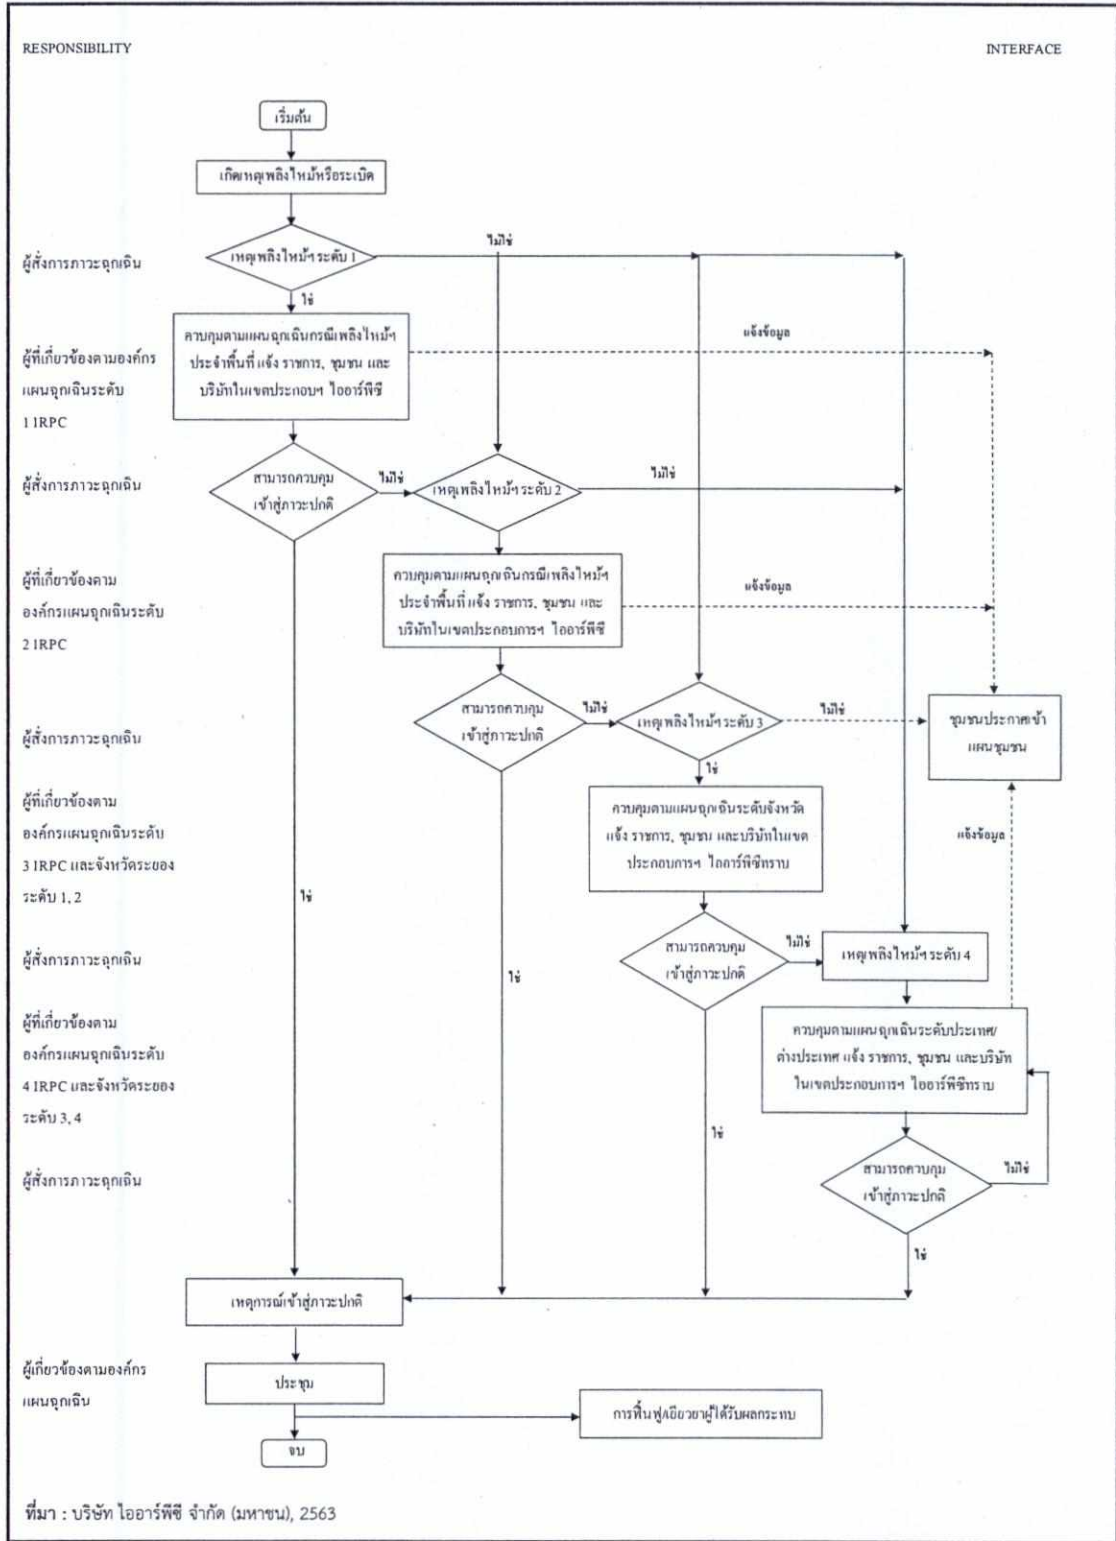 RESPONSIBILITY
INTERFACE
เริ่มต้น
เกิดเหตุเพลิงไหม้หรือระเบิด
ผู้สั่งการภาวะฉุกเฉิน
เหตุเพลิงไหม้ฯ ระดับ 1
ไม่ใช่
ใช่
ผู้ที่เกี่ยวข้องตามองค์กร
แผนฉุกเฉินระดับ
1 IRPC
ควบคุมตามแผนฉุกเฉินกรณีเพลิงไหม้ฯ
ประจำพื้นที่ แจ้ง ราชการ, ชุมชน และ
บริษัทในเขตประกอบฯ ไออาร์พีซี
แจ้งข้อมูล
ผู้สั่งการภาวะฉุกเฉิน
สามารถควบคุม
เข้าสู่ภาวะปกติ
ไม่ใช่
เหตุเพลิงไหม้ฯ ระดับ 2
ไม่ใช่
ผู้ที่เกี่ยวข้องตาม
องค์กรแผนฉุกเฉินระดับ
2 IRPC
ควบคุมตามแผนฉุกเฉินกรณีเพลิงไหม้ฯ
ประจำพื้นที่ แจ้ง ราชการ, ชุมชน และ
บริษัทในเขตประกอบการฯ ไออาร์พีซี
แจ้งข้อมูล
ผู้สั่งการภาวะฉุกเฉิน
สามารถควบคุม
เข้าสู่ภาวะปกติ
ไม่ใช่
เหตุเพลิงไหม้ฯ ระดับ 3
ไม่ใช่
ชุมชนประกาศเข้า
แผนชุมชน
ใช่
ผู้ที่เกี่ยวข้องตาม
องค์กรแผนฉุกเฉินระดับ
3 IRPC และจังหวัดระยอง
ระดับ 1, 2
ควบคุมตามแผนฉุกเฉินระดับจังหวัด
แจ้ง ราชการ, ชุมชน และบริษัทในเขต
ประกอบการฯ ไออาร์พีซีทราบ
แจ้งข้อมูล
ใช่
ผู้สั่งการภาวะฉุกเฉิน
สามารถควบคุม
เข้าสู่ภาวะปกติ
ไม่ใช่
เหตุเพลิงไหม้ฯ ระดับ 4
ใช่
ผู้ที่เกี่ยวข้องตาม
องค์กรแผนฉุกเฉินระดับ
4 IRPC และจังหวัดระยอง
ระดับ 3, 4
ควบคุมตามแผนฉุกเฉินระดับประเทศ/
ต่างประเทศ แจ้ง ราชการ, ชุมชน และบริษัท
ในเขตประกอบการฯ ไออาร์พีซีทราบ
ใช่
ผู้สั่งการภาวะฉุกเฉิน
สามารถควบคุม
เข้าสู่ภาวะปกติ
ไม่ใช่
ใช่
เหตุการณ์เข้าสู่ภาวะปกติ
ผู้เกี่ยวข้องตามองค์กร
แผนฉุกเฉิน
ประชุม
การฟื้นฟู/เยียวยาผู้ได้รับผลกระทบ
จบ
ที่มา : บริษัท ไออาร์พีซี จำกัด (มหาชน), 2563